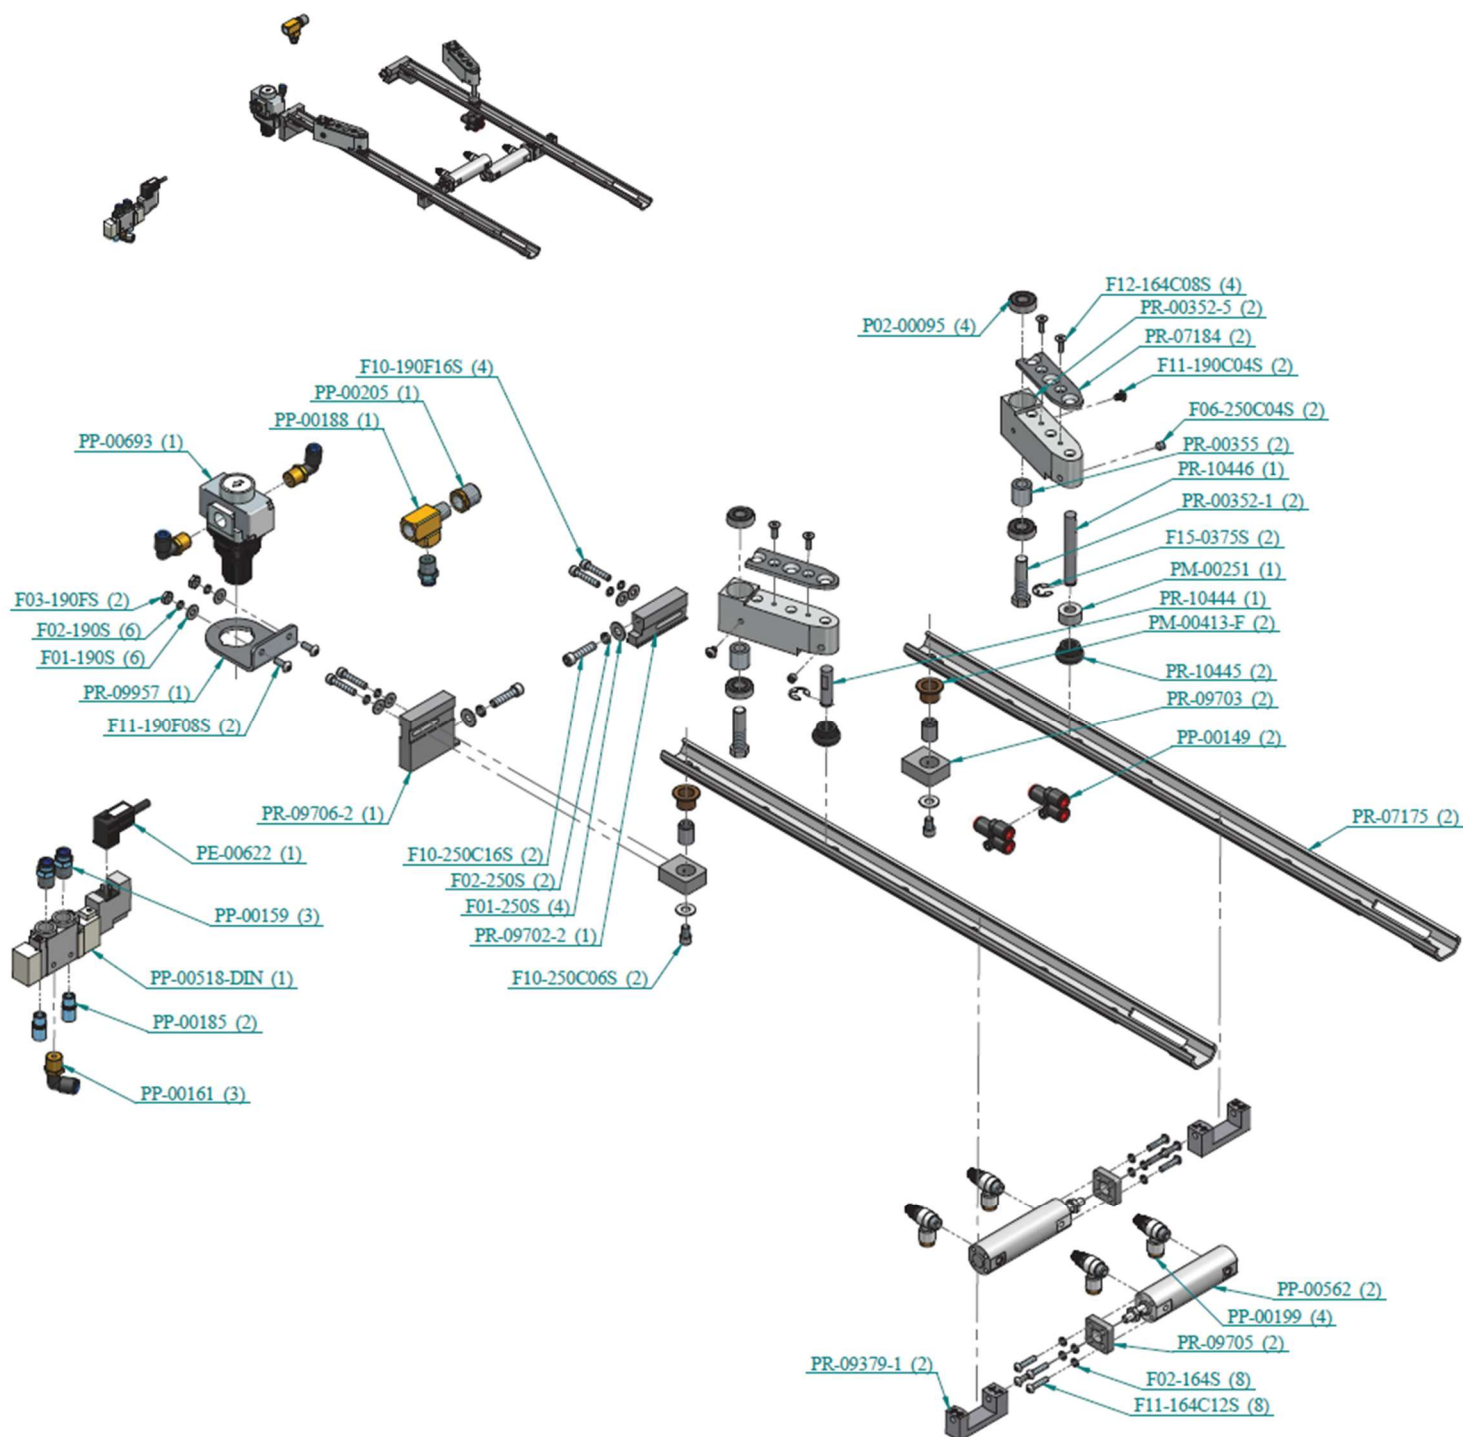 F12-164C08S (4)
PR-00352-5 (2)
P02-00095 (4)
PR-07184 (2)
F11-190C04S (2)
F10-190F16S (4)
PP-00205 (1)
PP-00188 (1)
F06-250C04S (2)
PP-00693 (1)
PR-00355 (2)
PR-10446 (1)
PR-00352-1 (2)
F15-0375S (2)
PM-00251 (1)
F03-190FS (2)
PR-10444 (1)
F02-190S (6)
PM-00413-F (2)
F01-190S (6)
PR-10445 (2)
PR-09957 (1)
PR-09703 (2)
F11-190F08S (2)
PP-00149 (2)
PR-09706-2 (1)
PR-07175 (2)
PE-00622 (1)
F10-250C16S (2)
F02-250S (2)
F01-250S (4)
PP-00159 (3)
PR-09702-2 (1)
PP-00518-DIN (1)
F10-250C06S (2)
PP-00185 (2)
PP-00161 (3)
PP-00562 (2)
PP-00199 (4)
PR-09705 (2)
PR-09379-1 (2)
F02-164S (8)
F11-164C12S (8)